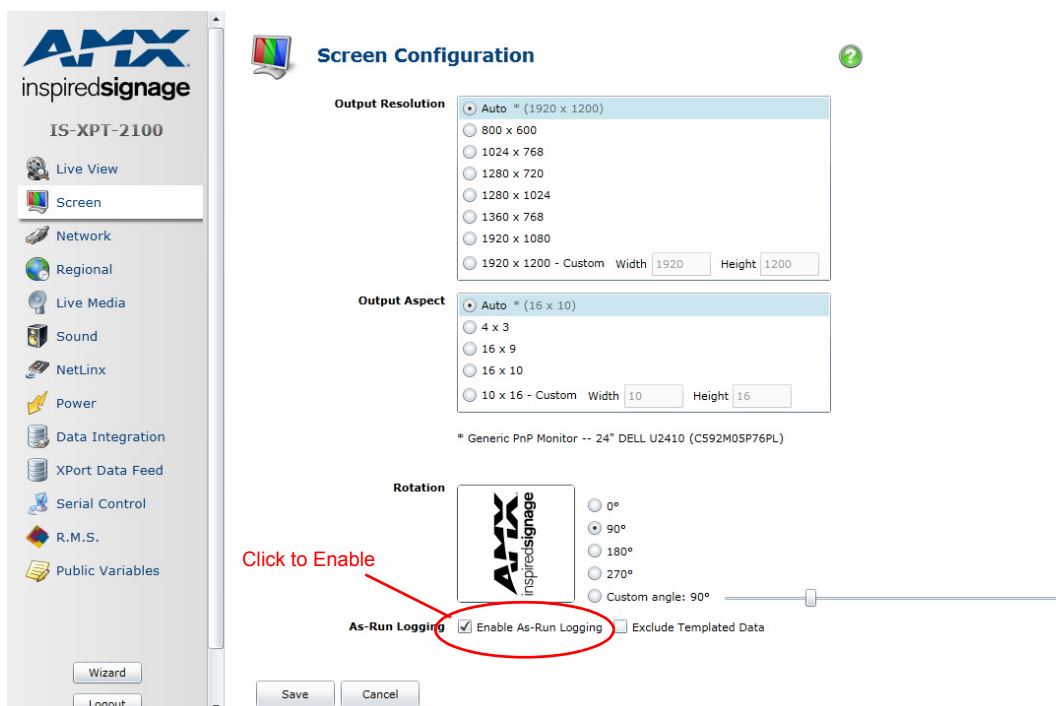 AMX
inspiredsignage
IS-XPT-2100
Live View
Screen
Network
Regional
Live Media
Sound
NetLinx
Power
Data Integration
XPort Data Feed
Serial Control
R.M.S.
Public Variables
Wizard
Logout
Screen Configuration
?
Output Resolution
Auto * (1920 x 1200)
800 x 600
1024 x 768
1280 x 720
1280 x 1024
1360 x 768
1920 x 1080
1920 x 1200 - Custom Width 1920 Height 1200
Output Aspect
Auto * (16 x 10)
4 x 3
16 x 9
16 x 10
10 x 16 - Custom Width 10 Height 16
* Generic PnP Monitor -- 24" DELL U2410 (C592M05P76PL)
Rotation
AMX
inspiredsignage
0°
90°
180°
270°
Custom angle: 90°
Click to Enable
As-Run Logging Enable As-Run Logging Exclude Templated Data
Save Cancel